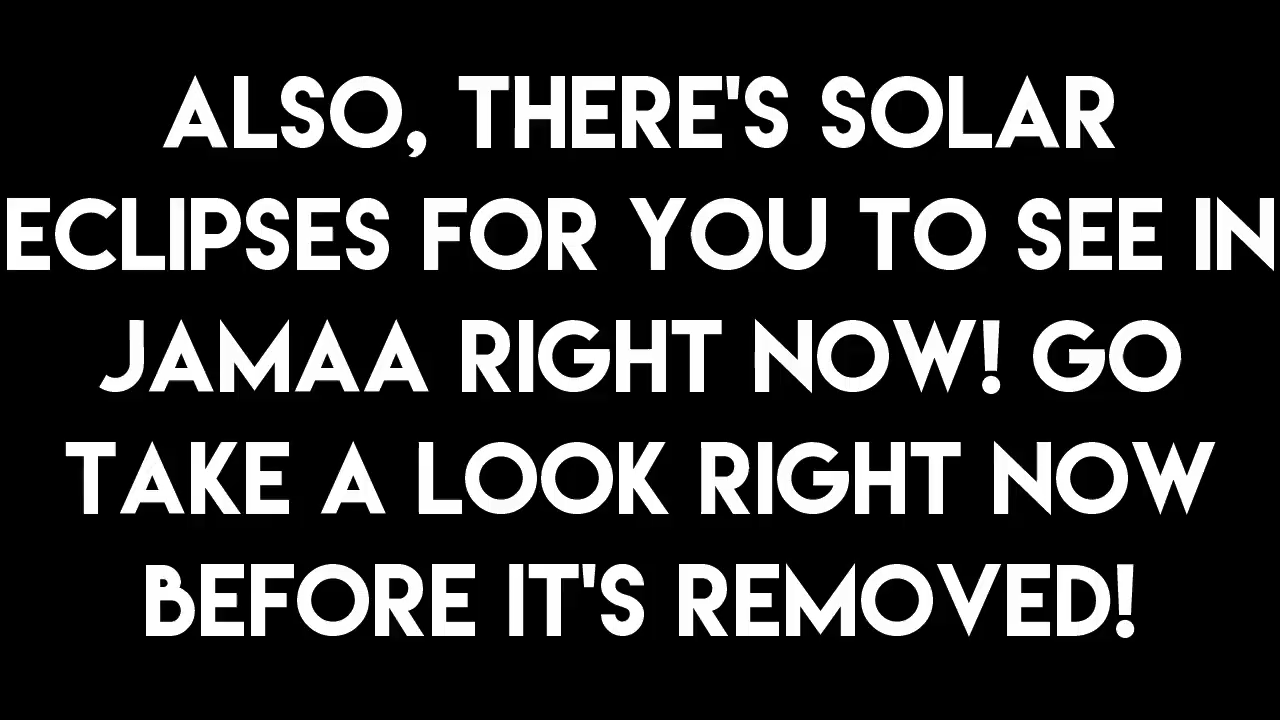 ALSO, THERE'S SOLAR
ECLIPSES FOR YOU TO SEE IN
JAMAA RIGHT NOW! GO
TAKE A LOOK RIGHT NOW
BEFORE IT'S REMOVED!